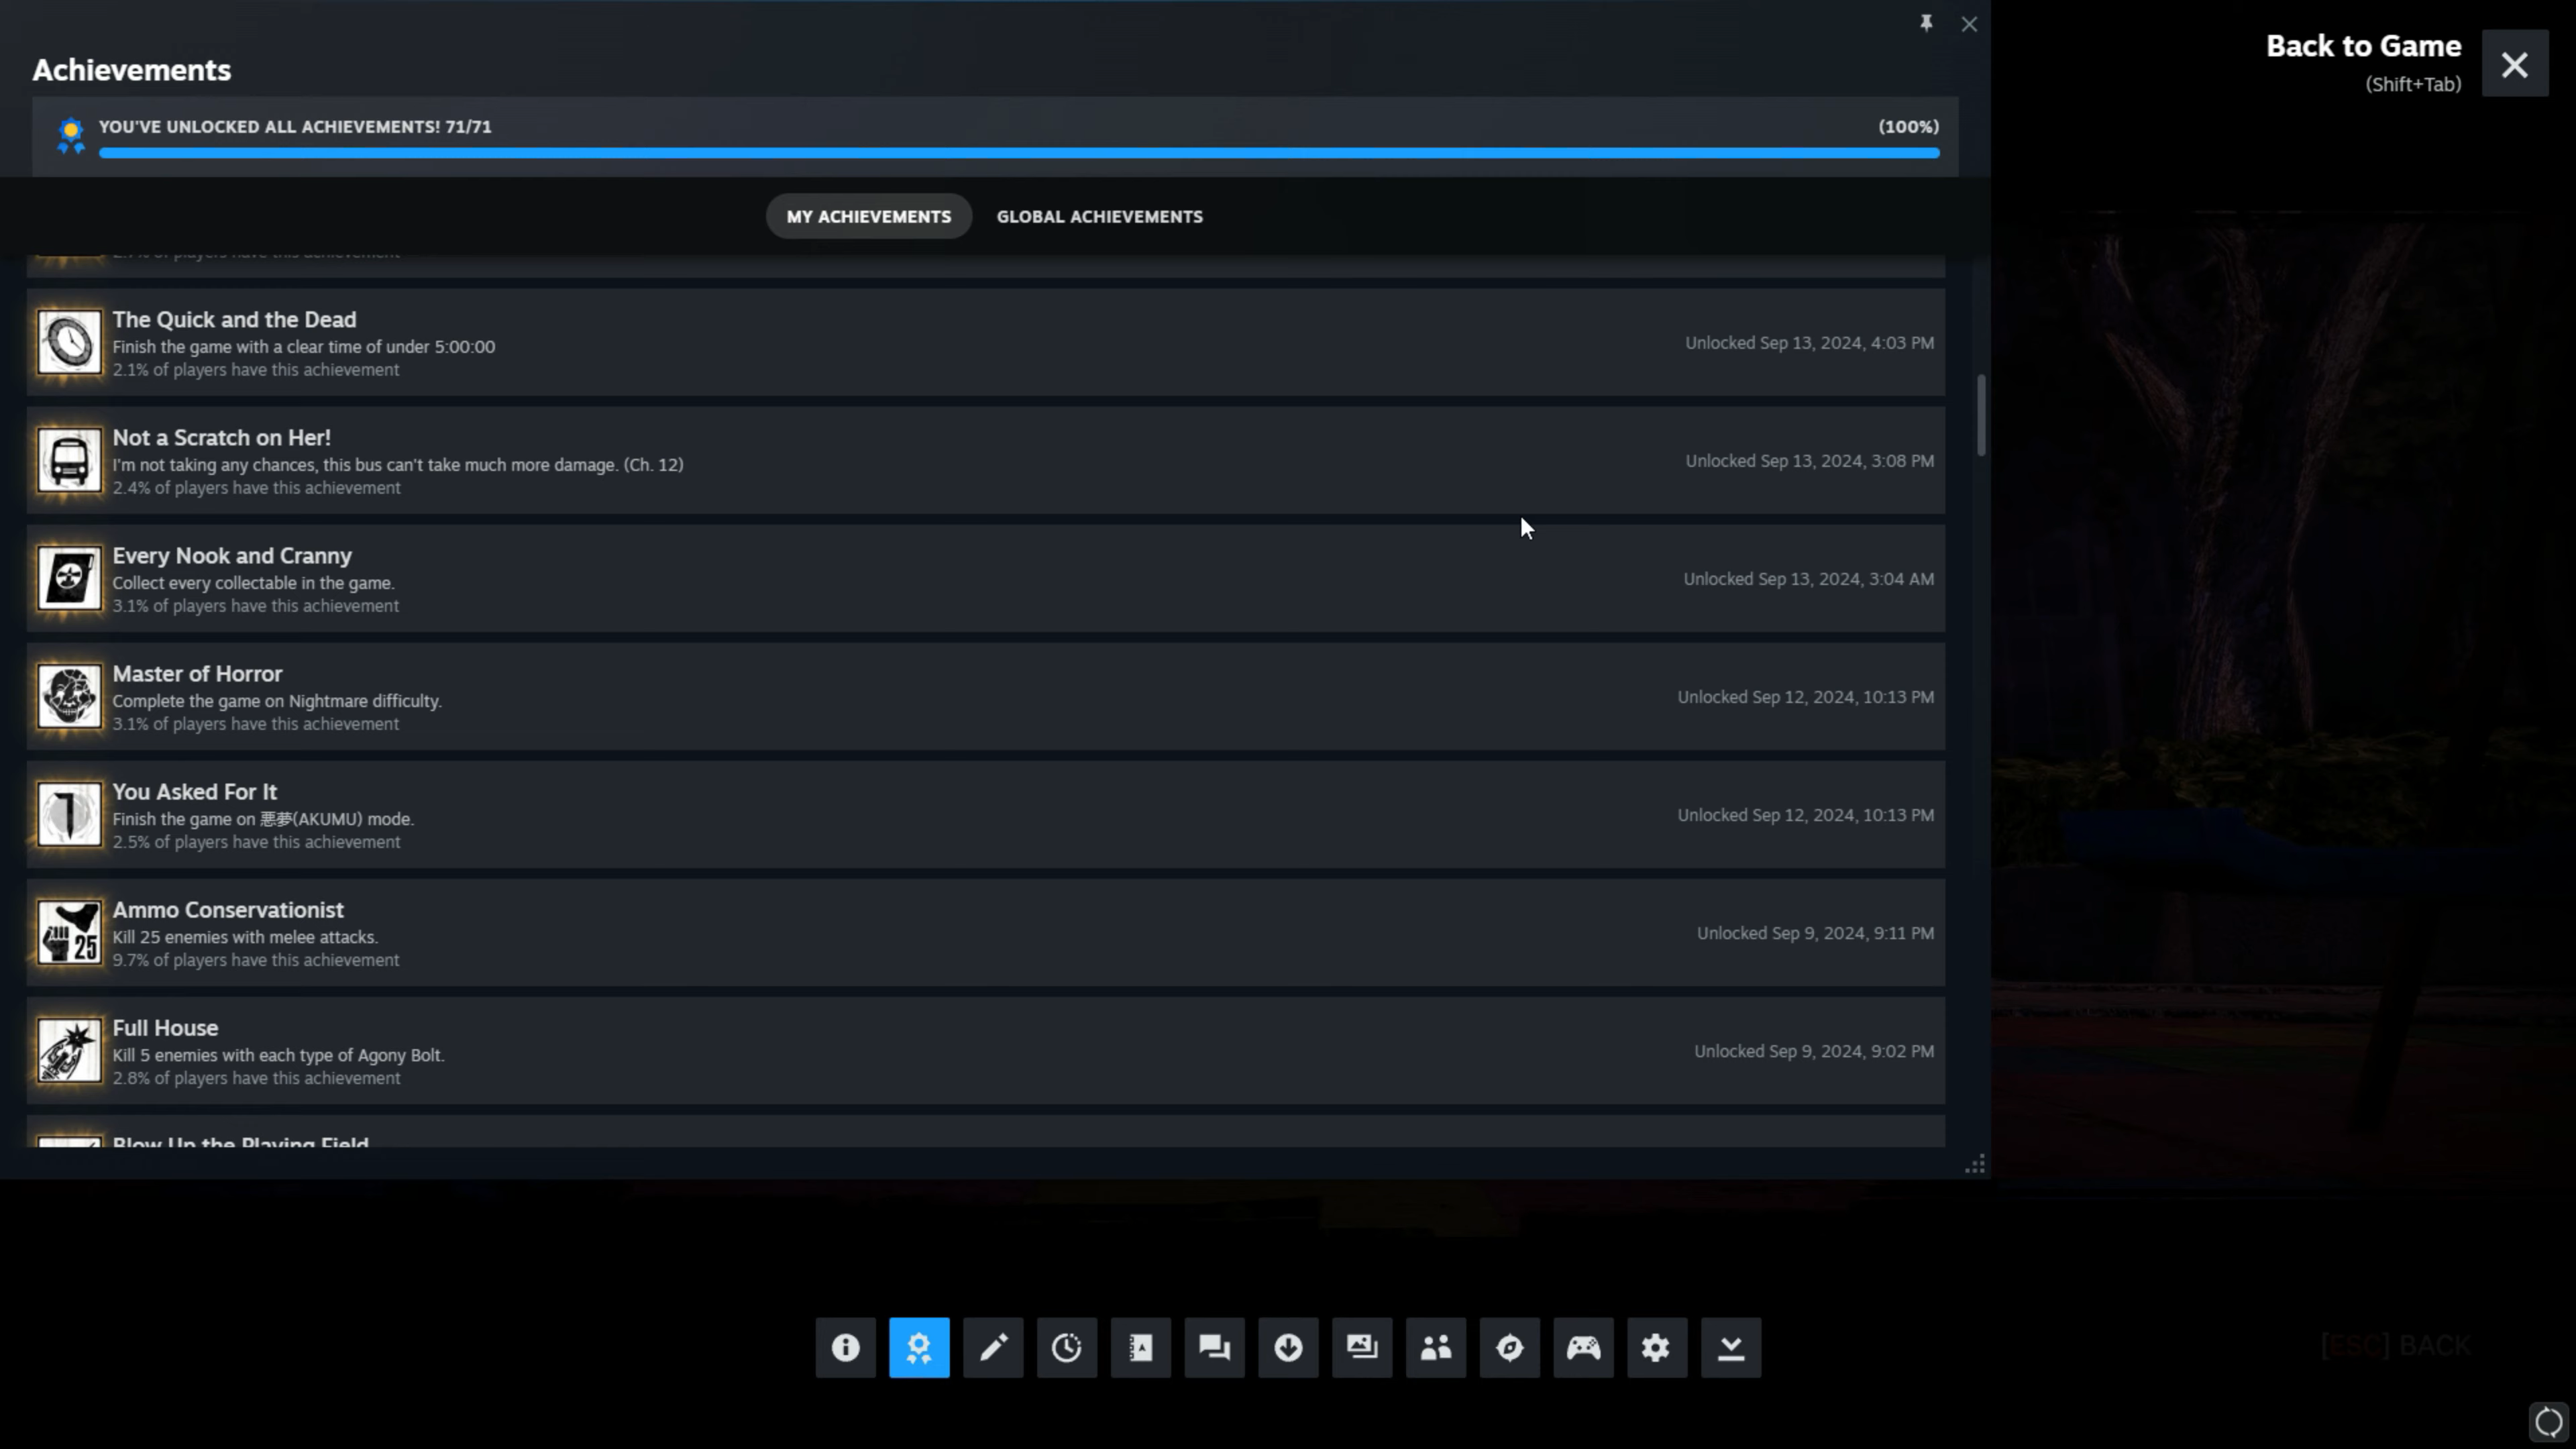 Achievements
Back to Game
(Shift+Tab)
YOU'VE UNLOCKED ALL ACHIEVEMENTS! 71/71
(100%)
MY ACHIEVEMENTS
GLOBAL ACHIEVEMENTS
The Quick and the Dead
Finish the game with a clear time of under 5:00:00
2.1% of players have this achievement
Unlocked Sep 13, 2024, 4:03 PM
Not a Scratch on Her!
I'm not taking any chances, this bus can't take much more damage. (Ch. 12)
2.4% of players have this achievement
Unlocked Sep 13, 2024, 3:08 PM
Every Nook and Cranny
Collect every collectable in the game.
3.1% of players have this achievement
Unlocked Sep 13, 2024, 3:04 AM
Master of Horror
Complete the game on Nightmare difficulty.
3.1% of players have this achievement
Unlocked Sep 12, 2024, 10:13 PM
You Asked For It
Finish the game on 悪夢(AKUMU) mode.
2.5% of players have this achievement
Unlocked Sep 12, 2024, 10:13 PM
25
Ammo Conservationist
Kill 25 enemies with melee attacks.
9.7% of players have this achievement
Unlocked Sep 9, 2024, 9:11 PM
Full House
Kill 5 enemies with each type of Agony Bolt.
2.8% of players have this achievement
Unlocked Sep 9, 2024, 9:02 PM
Blow Up the Playing Field
[ESC] BACK